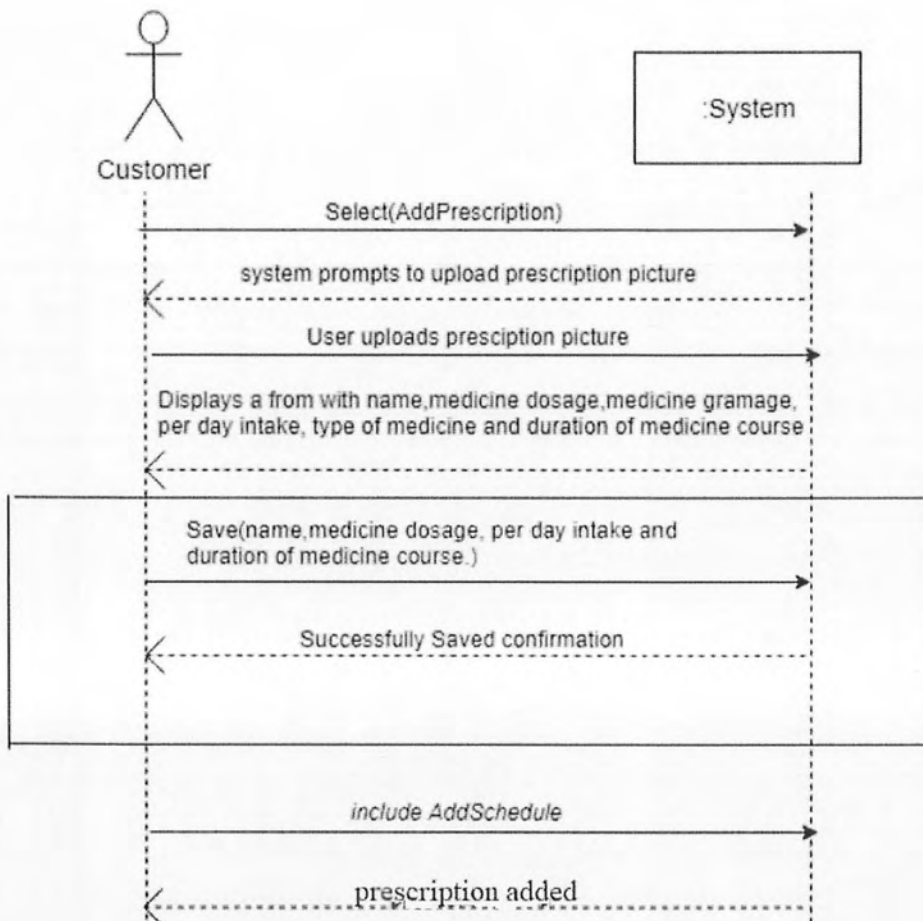 :System
Customer
Select(AddPrescription)
system prompts to upload prescription picture
User uploads presciption picture
Displays a from with name,medicine dosage,medicine gramage,
per day intake, type of medicine and duration of medicine course
Save(name,medicine dosage, per day intake and
duration of medicine course.)
Successfully Saved confirmation
include AddSchedule
prescription added